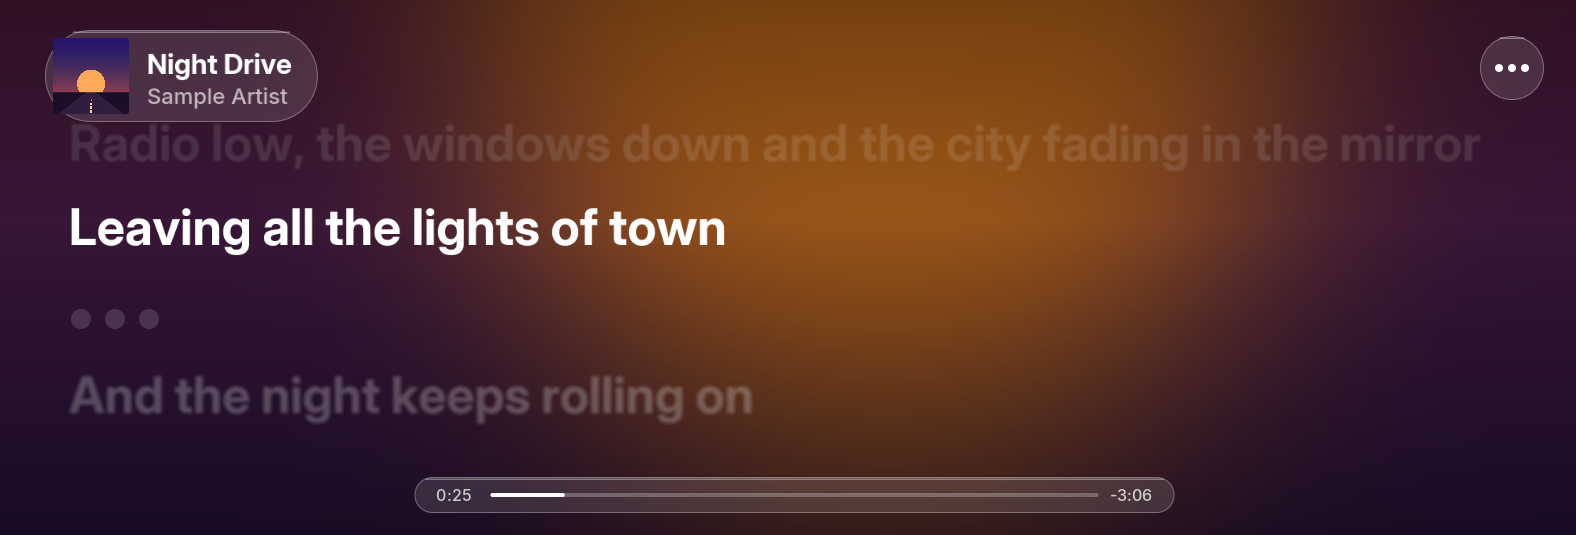 Night Drive
Sample Artist
Radio low, the windows down and the city fading in the mirror
Leaving all the lights of town
And the night keeps rolling on
0:25
-3:06